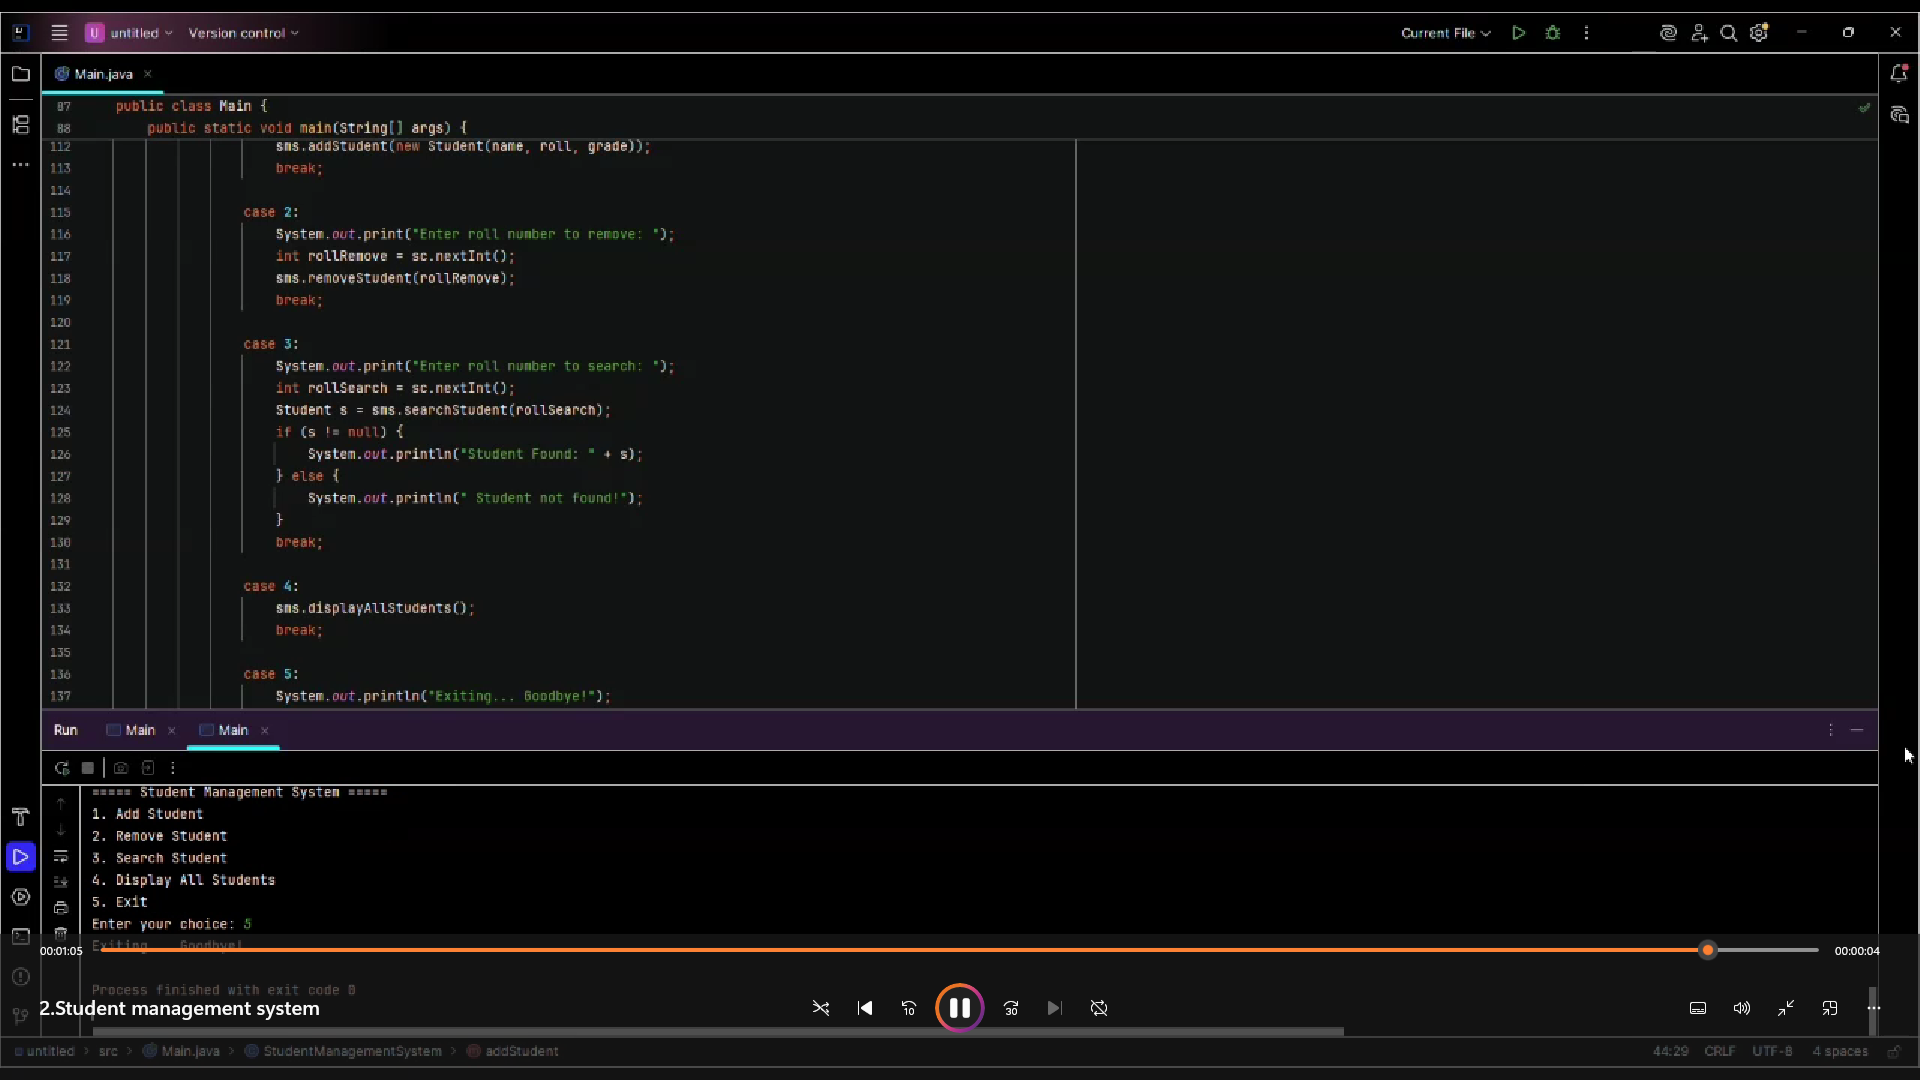 untitled
Version control
Current File
Main.java
87 public class Main {
88 public static void main(String[] args) {
112 sms.addStudent(new Student(name, roll, grade));
113 break;
114
115 case 2:
116 System.out.print("Enter roll number to remove: ");
117 int rollRemove = sc.nextInt();
118 sms.removeStudent(rollRemove);
119 break;
120
121 case 3:
122 System.out.print("Enter roll number to search: ");
123 int rollSearch = sc.nextInt();
124 Student s = sms.searchStudent(rollSearch);
125 if (s != null) {
126 System.out.println("Student Found: " + s);
127 } else {
128 System.out.println(" Student not found!");
129 }
130 break;
131
132 case 4:
133 sms.displayAllStudents();
134 break;
135
136 case 5:
137 System.out.println("Exiting... Goodbye!");
Run Main Main
===== Student Management System =====
1. Add Student
2. Remove Student
3. Search Student
4. Display All Students
5. Exit
Enter your choice: 5
Exiting... Goodbye!
00:01:05
00:00:04
Process finished with exit code 0
2.Student management system
10
30
untitled > src > Main.java > StudentManagementSystem > addStudent
44:29 CRLF UTF-8 4 spaces